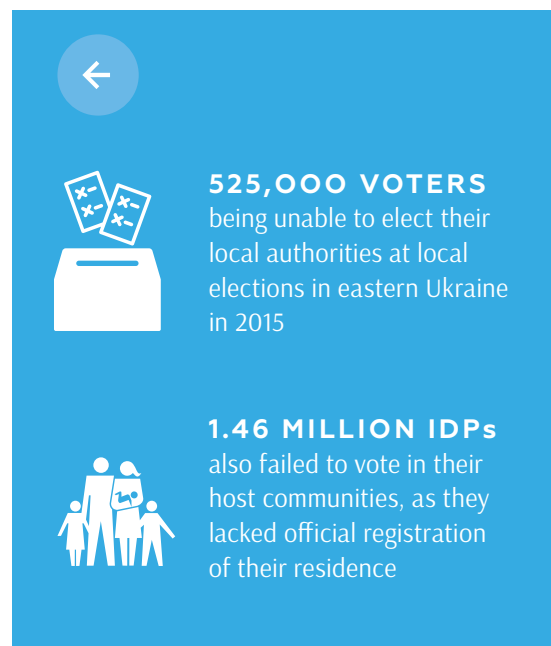 525,000 VOTERS
being unable to elect their
local authorities at local
elections in eastern Ukraine
in 2015
1.46 MILLION IDPs
also failed to vote in their
host communities, as they
lacked official registration
of their residence